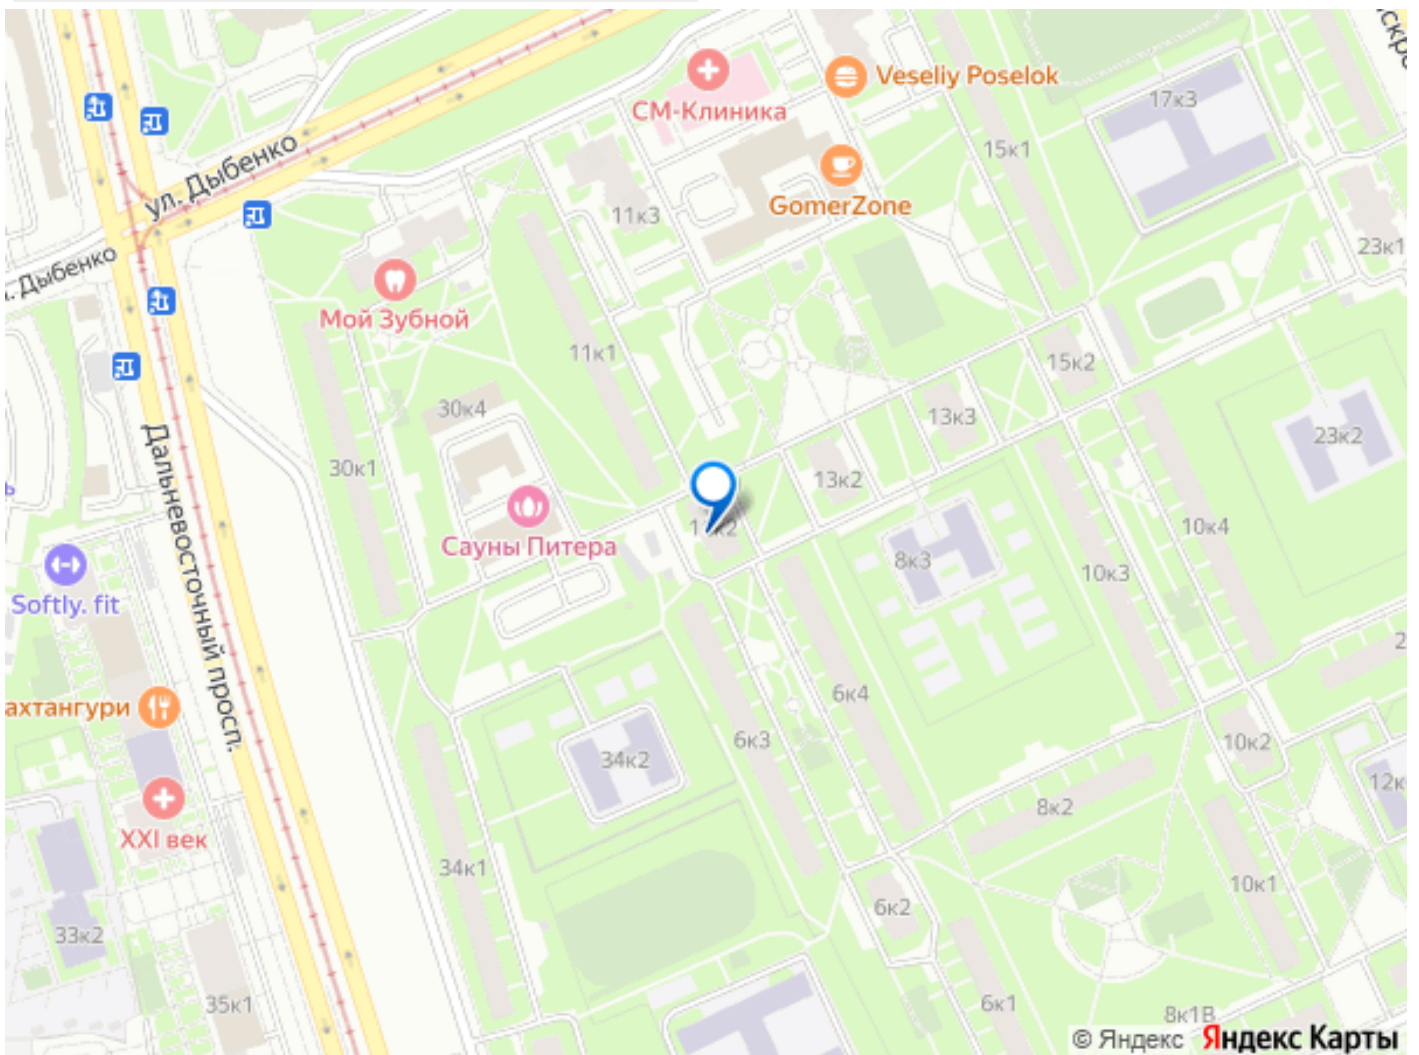 СМ-Клиника
Veseliy Poselok
17к3
15к1
ул. Дыбенко
GomerZone
11к3
23к1
Дыбенко
Мой Зубной
11к1
15к2
30к4
13к3
23к2
30к1
13к2
Дальневосточный просп.
10к4
Сауны Питера
8к3
10к3
Softly. fit
6к4
ахтангури
6к3
34к2
10к2
8к2
XXI век
34к1
10к1
6к2
33к2
35к1
6к1
8к1В
© Яндекс Яндекс Карты